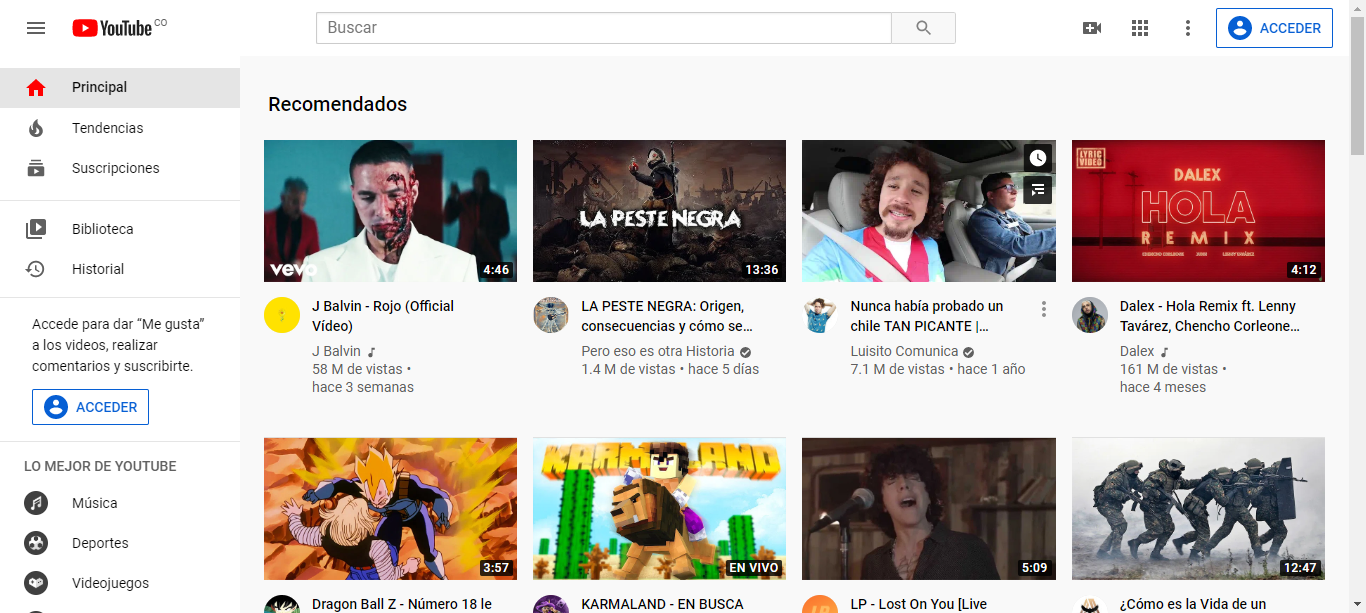 YouTube CO
Buscar
ACCEDER
Principal
Tendencias
Suscripciones
Biblioteca
Historial
Accede para dar “Me gusta”
a los videos, realizar
comentarios y suscribirte.
ACCEDER
LO MEJOR DE YOUTUBE
Música
Deportes
Videojuegos
Recomendados
vevo
4:46
J Balvin - Rojo (Official
Vídeo)
J Balvin
58 M de vistas •
hace 3 semanas
LA PESTE NEGRA
13:36
LA PESTE NEGRA: Origen,
consecuencias y cómo se…
Pero eso es otra Historia
1.4 M de vistas • hace 5 días
Nunca había probado un
chile TAN PICANTE |…
Luisito Comunica
7.1 M de vistas • hace 1 año
LYRIC
VIDEO
DALEX
HOLA
REMIX
CHENCHO CORLEONE
LENNY TAVÁREZ
4:12
Dalex - Hola Remix ft. Lenny
Tavárez, Chencho Corleone…
Dalex
161 M de vistas •
hace 4 meses
3:57
Dragon Ball Z - Número 18 le
KARMALAND
EN VIVO
KARMALAND - EN BUSCA
5:09
LP
LP - Lost On You [Live
12:47
¿Cómo es la Vida de un